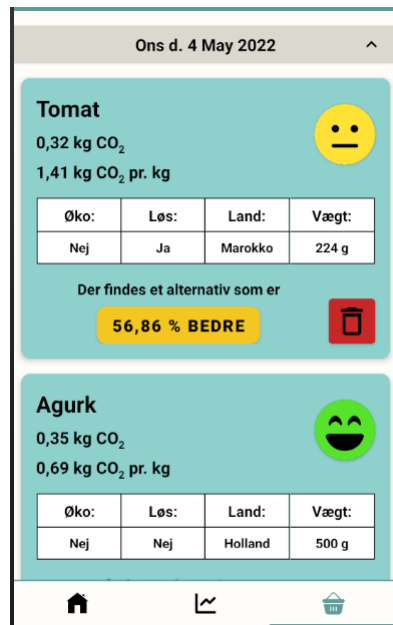 Ons d. 4 May 2022
Tomat
0,32 kg CO₂
1,41 kg CO₂ pr. kg
Øko: Løs: Land: Vægt:
Nej Ja Marokko 224 g
Der findes et alternativ som er
56,86 % BEDRE
Agurk
0,35 kg CO₂
0,69 kg CO₂ pr. kg
Øko: Løs: Land: Vægt:
Nej Nej Holland 500 g